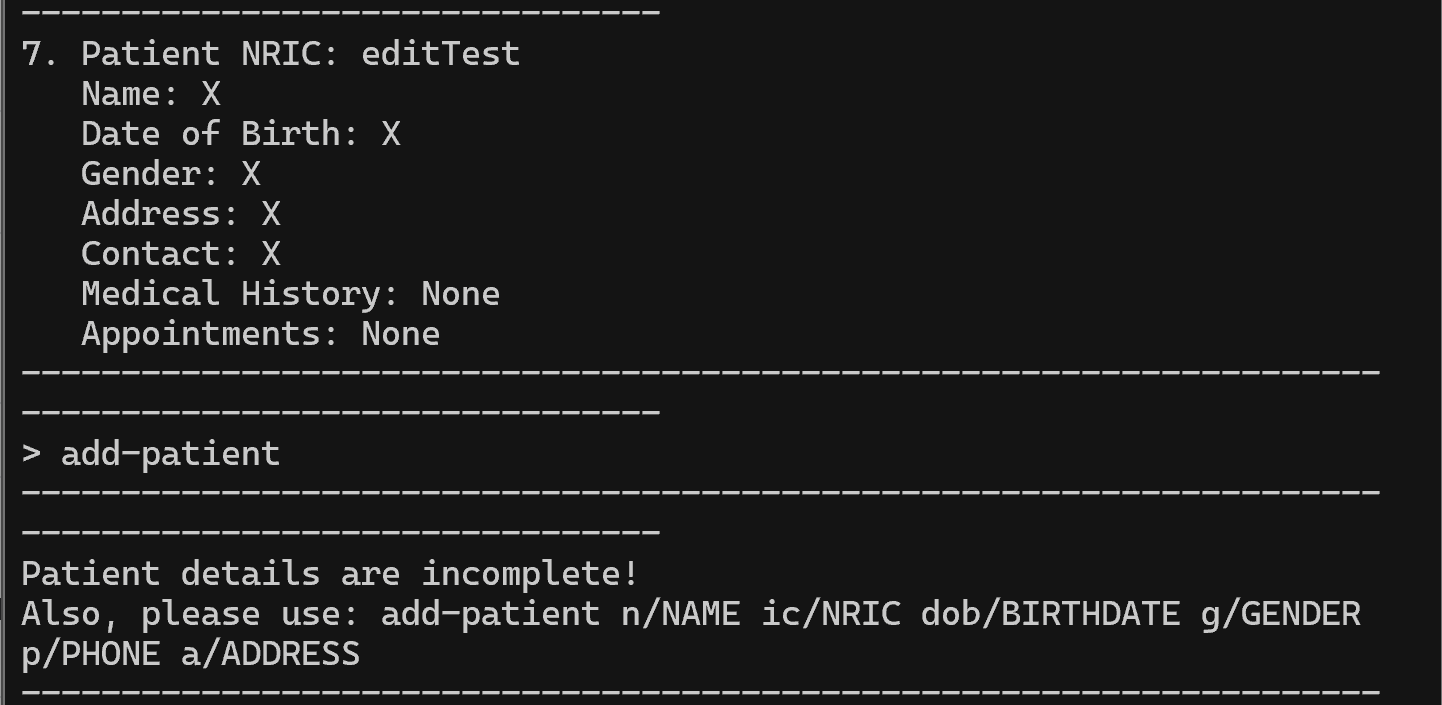 ---------------------------------
7. Patient NRIC: editTest
   Name: X
   Date of Birth: X
   Gender: X
   Address: X
   Contact: X
   Medical History: None
   Appointments: None
--------------------------------------------------------------------
--------------------------------
> add-patient
--------------------------------------------------------------------
--------------------------------
Patient details are incomplete!
Also, please use: add-patient n/NAME ic/NRIC dob/BIRTHDATE g/GENDER
p/PHONE a/ADDRESS
--------------------------------------------------------------------